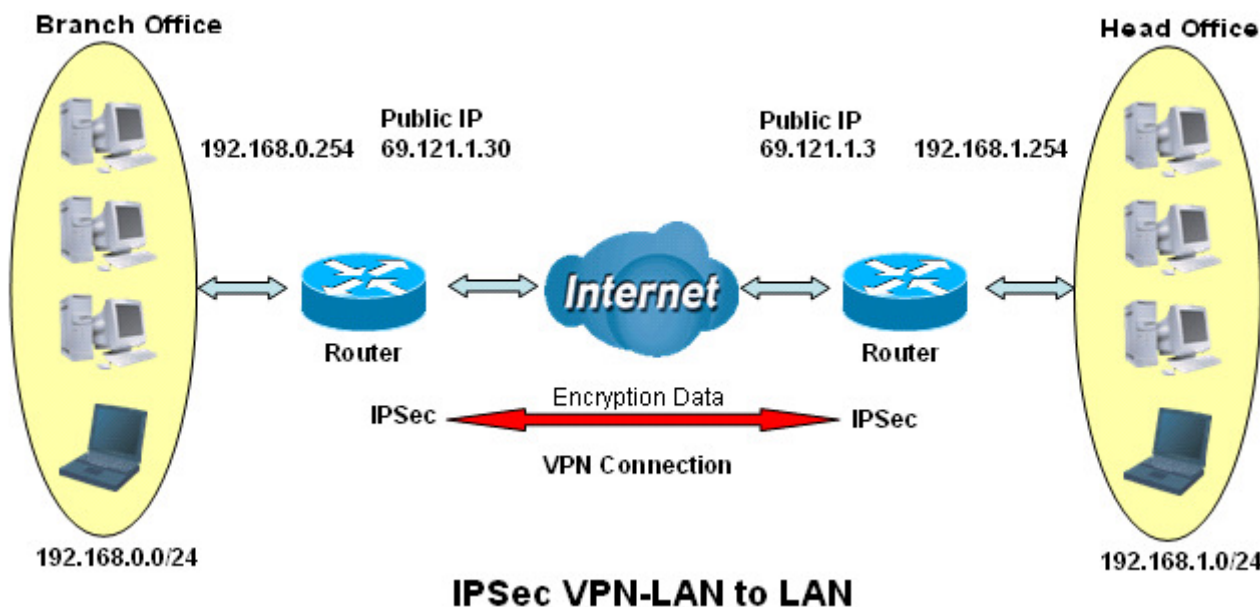 Branch Office
Head Office
Public IP
69.121.1.30
192.168.0.254
Public IP
69.121.1.3
192.168.1.254
Internet
Router
Router
Encryption Data
IPSec
IPSec
VPN Connection
192.168.0.0/24
192.168.1.0/24
IPSec VPN-LAN to LAN